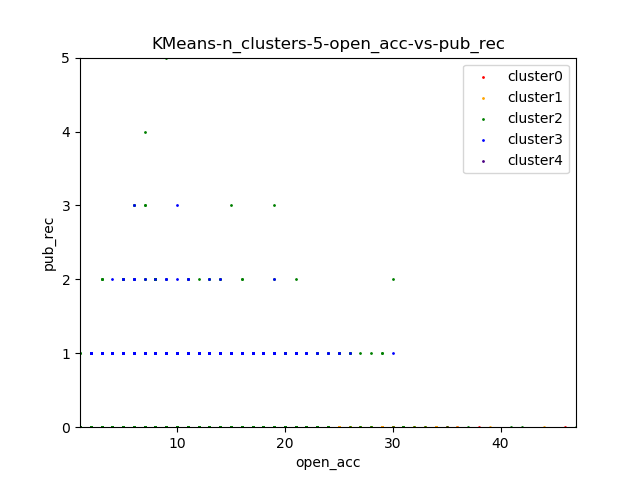 KMeans-n_clusters-5-open_acc-vs-pub_rec
5
4
3
2
1
0
pub_rec
cluster0
cluster1
cluster2
cluster3
cluster4
10 20 30 40
open_acc